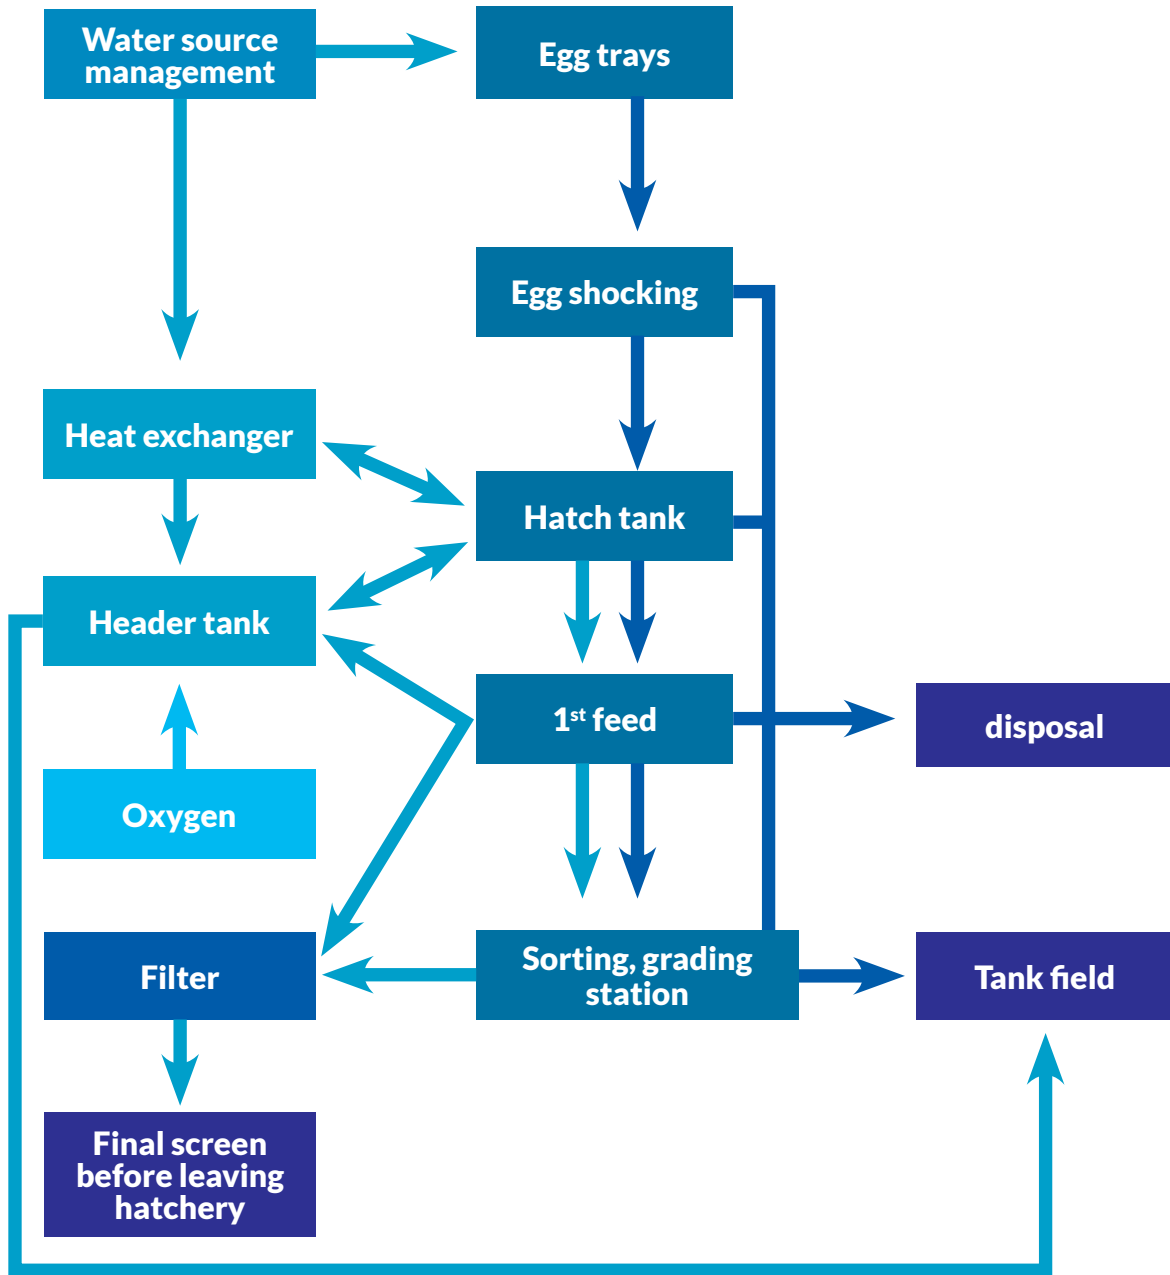 Water source
management
Egg trays
Egg shocking
Heat exchanger
Hatch tank
Header tank
1st feed
disposal
Oxygen
Filter
Sorting, grading
station
Tank field
Final screen
before leaving
hatchery